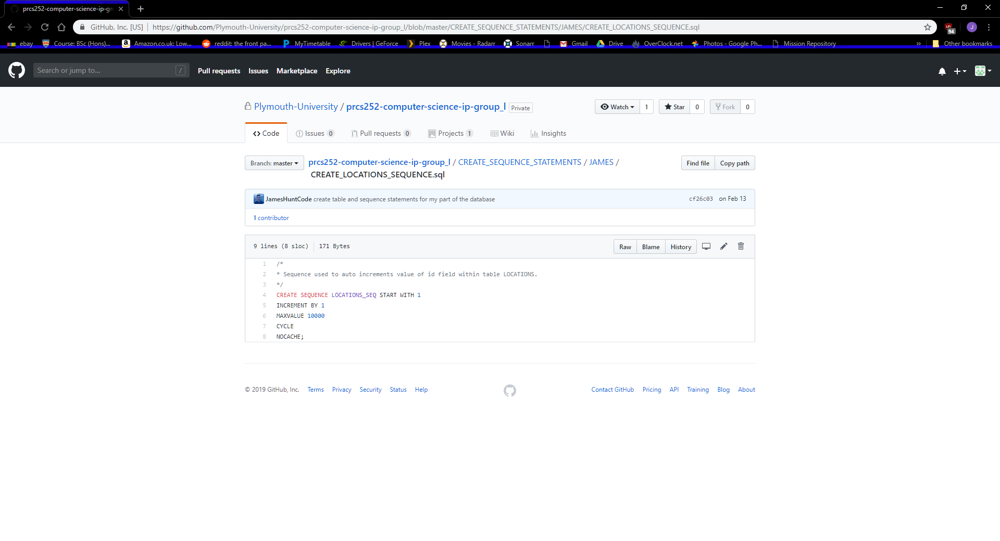 prcs252-computer-science-ip-gr
GitHub, Inc. [US] https://github.com/Plymouth-University/prcs252-computer-science-ip-group_l/blob/master/CREATE_SEQUENCE_STATEMENTS/JAMES/CREATE_LOCATIONS_SEQUENCE.sql 94 J
ebay Course: BSc (Hons)... Amazon.co.uk: Low... reddit: the front pa... MyTimetable Drivers | GeForce Plex Movies - Radarr Sonarr Gmail Drive OverClock.net Photos - Google Ph... Mission Repository » Other bookmarks
Search or jump to... / Pull requests Issues Marketplace Explore
Plymouth-University / prcs252-computer-science-ip-group_l Private Watch 1 Star 0 Fork 0
Code Issues 0 Pull requests 0 Projects 1 Wiki Insights
Branch: master prcs252-computer-science-ip-group_l / CREATE_SEQUENCE_STATEMENTS / JAMES / Find file Copy path
CREATE_LOCATIONS_SEQUENCE.sql
JamesHuntCode create table and sequence statements for my part of the database cf26c03 on Feb 13
1 contributor
9 lines (8 sloc) 171 Bytes Raw Blame History
1 /*
2 * Sequence used to auto increments value of id field within table LOCATIONS.
3 */
4 CREATE SEQUENCE LOCATIONS_SEQ START WITH 1
5 INCREMENT BY 1
6 MAXVALUE 10000
7 CYCLE
8 NOCACHE;
© 2019 GitHub, Inc. Terms Privacy Security Status Help Contact GitHub Pricing API Training Blog About